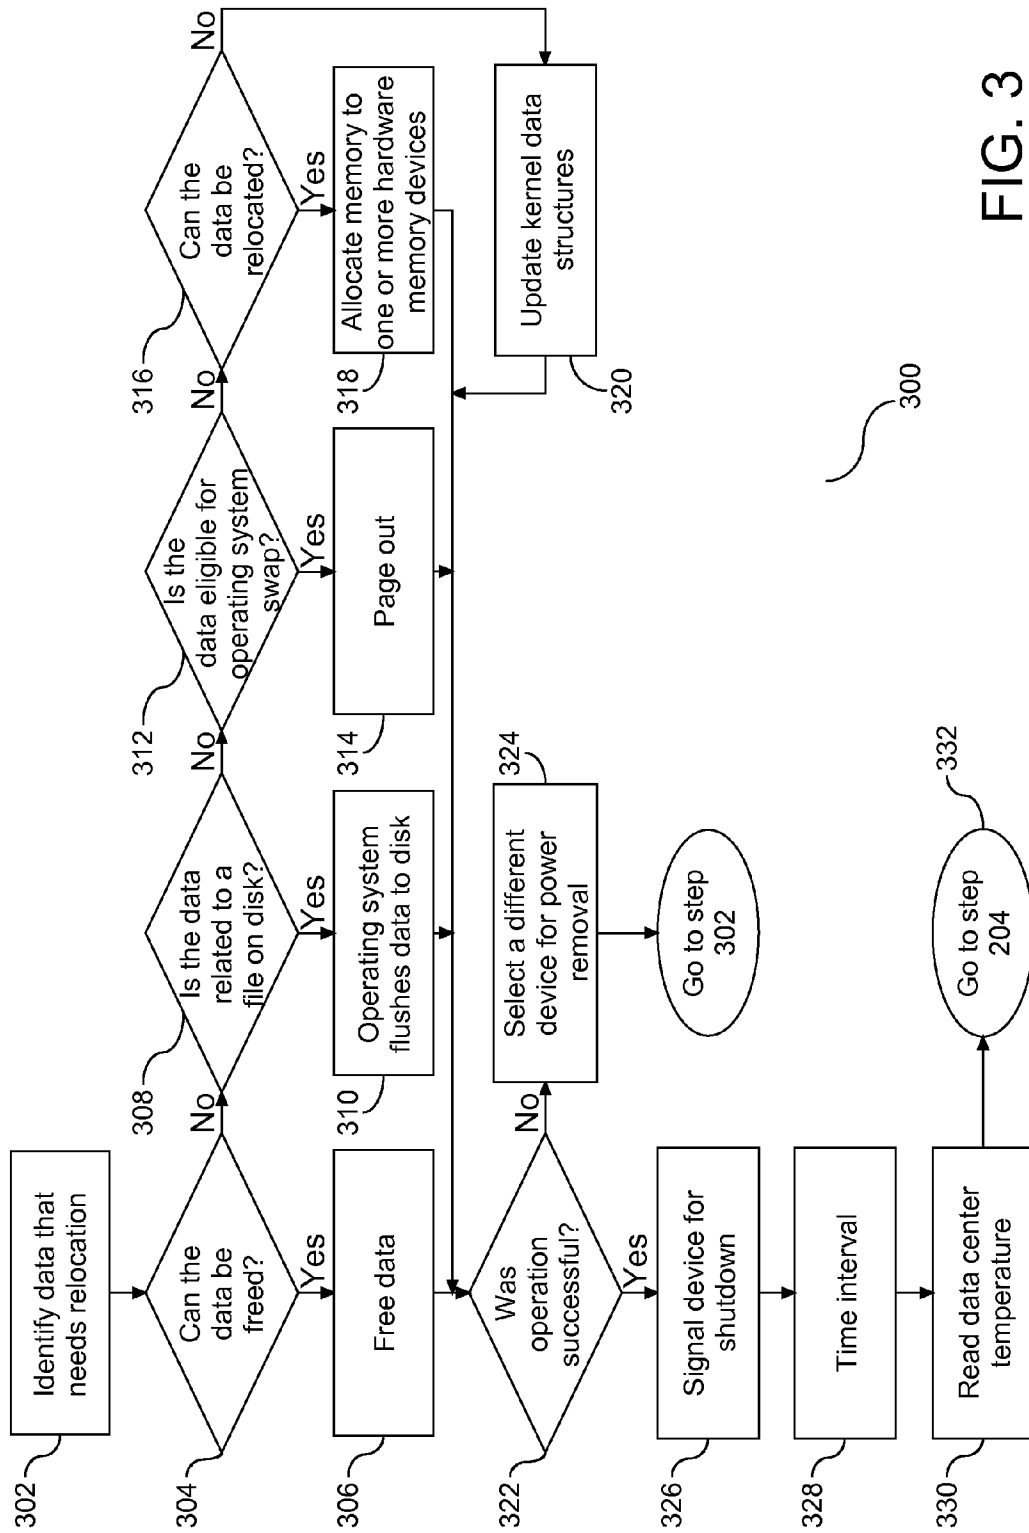 302
Identify data that
needs relocation
304
Can the
data be
freed?
No
Yes
306
Free data
308
Is the data
related to a
file on disk?
No
Yes
310
Operating system
flushes data to disk
312
Is the
data eligible for
operating system
swap?
No
Yes
314
Page out
316
Can the
data be
relocated?
No
Yes
318
Allocate memory to
one or more hardware
memory devices
320
Update kernel data
structures
322
Was
operation
successful?
No
Yes
324
Select a different
device for power
removal
Go to step
302
326
Signal device for
shutdown
328
Time interval
330
Read data center
temperature
332
Go to step
204
300
FIG. 3